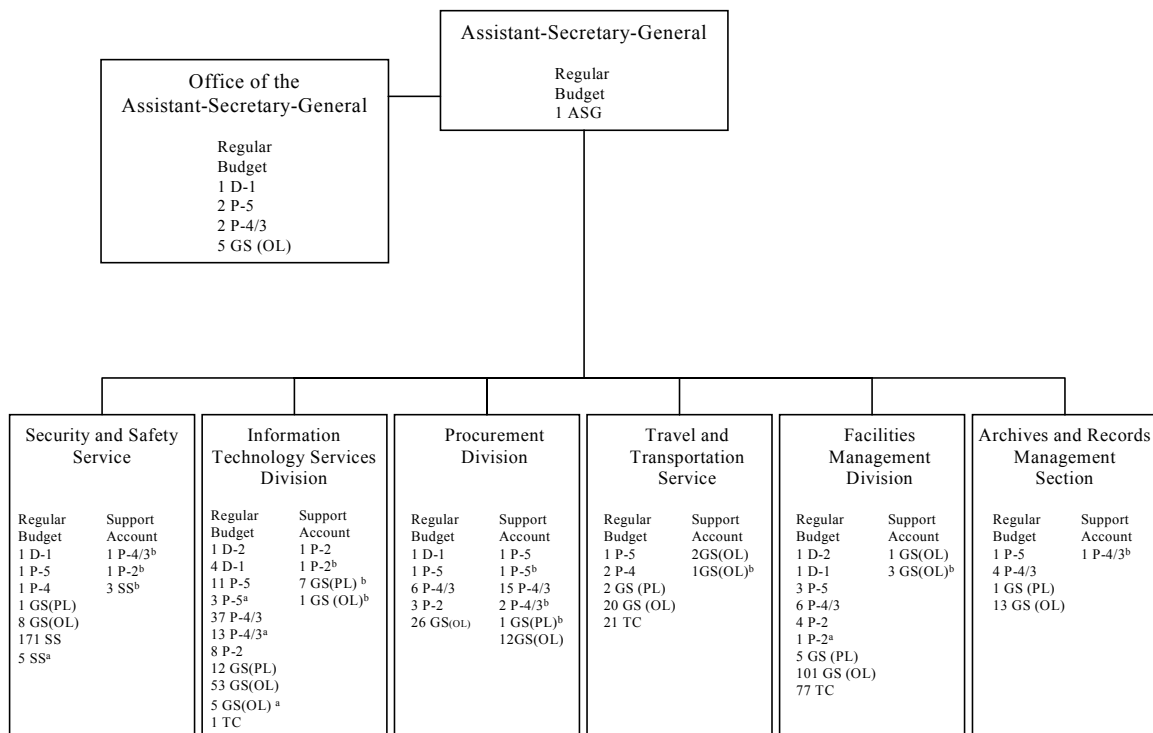 Assistant-Secretary-General
Regular
Budget
1 ASG
Office of the
Assistant-Secretary-General
Regular
Budget
1 D-1
2 P-5
2 P-4/3
5 GS (OL)
Security and Safety
Service
Regular
Budget
1 D-1
1 P-5
1 P-4
1 GS(PL)
8 GS(OL)
171 SS
5 SSᵃ
Support
Account
1 P-4/3ᵇ
1 P-2ᵇ
3 SSᵇ
Information
Technology Services
Division
Regular
Budget
1 D-2
4 D-1
11 P-5
3 P-5ᵃ
37 P-4/3
13 P-4/3ᵃ
8 P-2
12 GS(PL)
53 GS(OL)
5 GS(OL) ᵃ
1 TC
Support
Account
1 P-2
1 P-2ᵇ
7 GS(PL) ᵇ
1 GS (OL)ᵇ
Procurement
Division
Regular
Budget
1 D-1
1 P-5
6 P-4/3
3 P-2
26 GS(OL)
Support
Account
1 P-5
1 P-5ᵇ
15 P-4/3
2 P-4/3ᵇ
1 GS(PL)ᵇ
12GS(OL)
Travel and
Transportation
Service
Regular
Budget
1 P-5
2 P-4
2 GS (PL)
20 GS (OL)
21 TC
Support
Account
2GS(OL)
1GS(OL)ᵇ
Facilities
Management
Division
Regular
Budget
1 D-2
1 D-1
3 P-5
6 P-4/3
4 P-2
1 P-2ᵃ
5 GS (PL)
101 GS (OL)
77 TC
Support
Account
1 GS(OL)
3 GS(OL)ᵇ
Archives and Records
Management
Section
Regular
Budget
1 P-5
4 P-4/3
1 GS (PL)
13 GS (OL)
Support
Account
1 P-4/3ᵇ